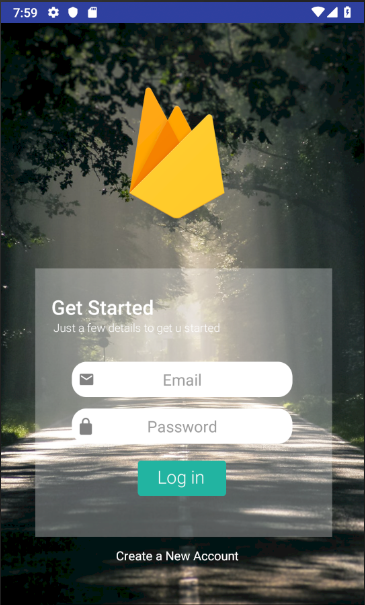 7:59
Get Started
Just a few details to get u started
Email
Password
Log in
Create a New Account